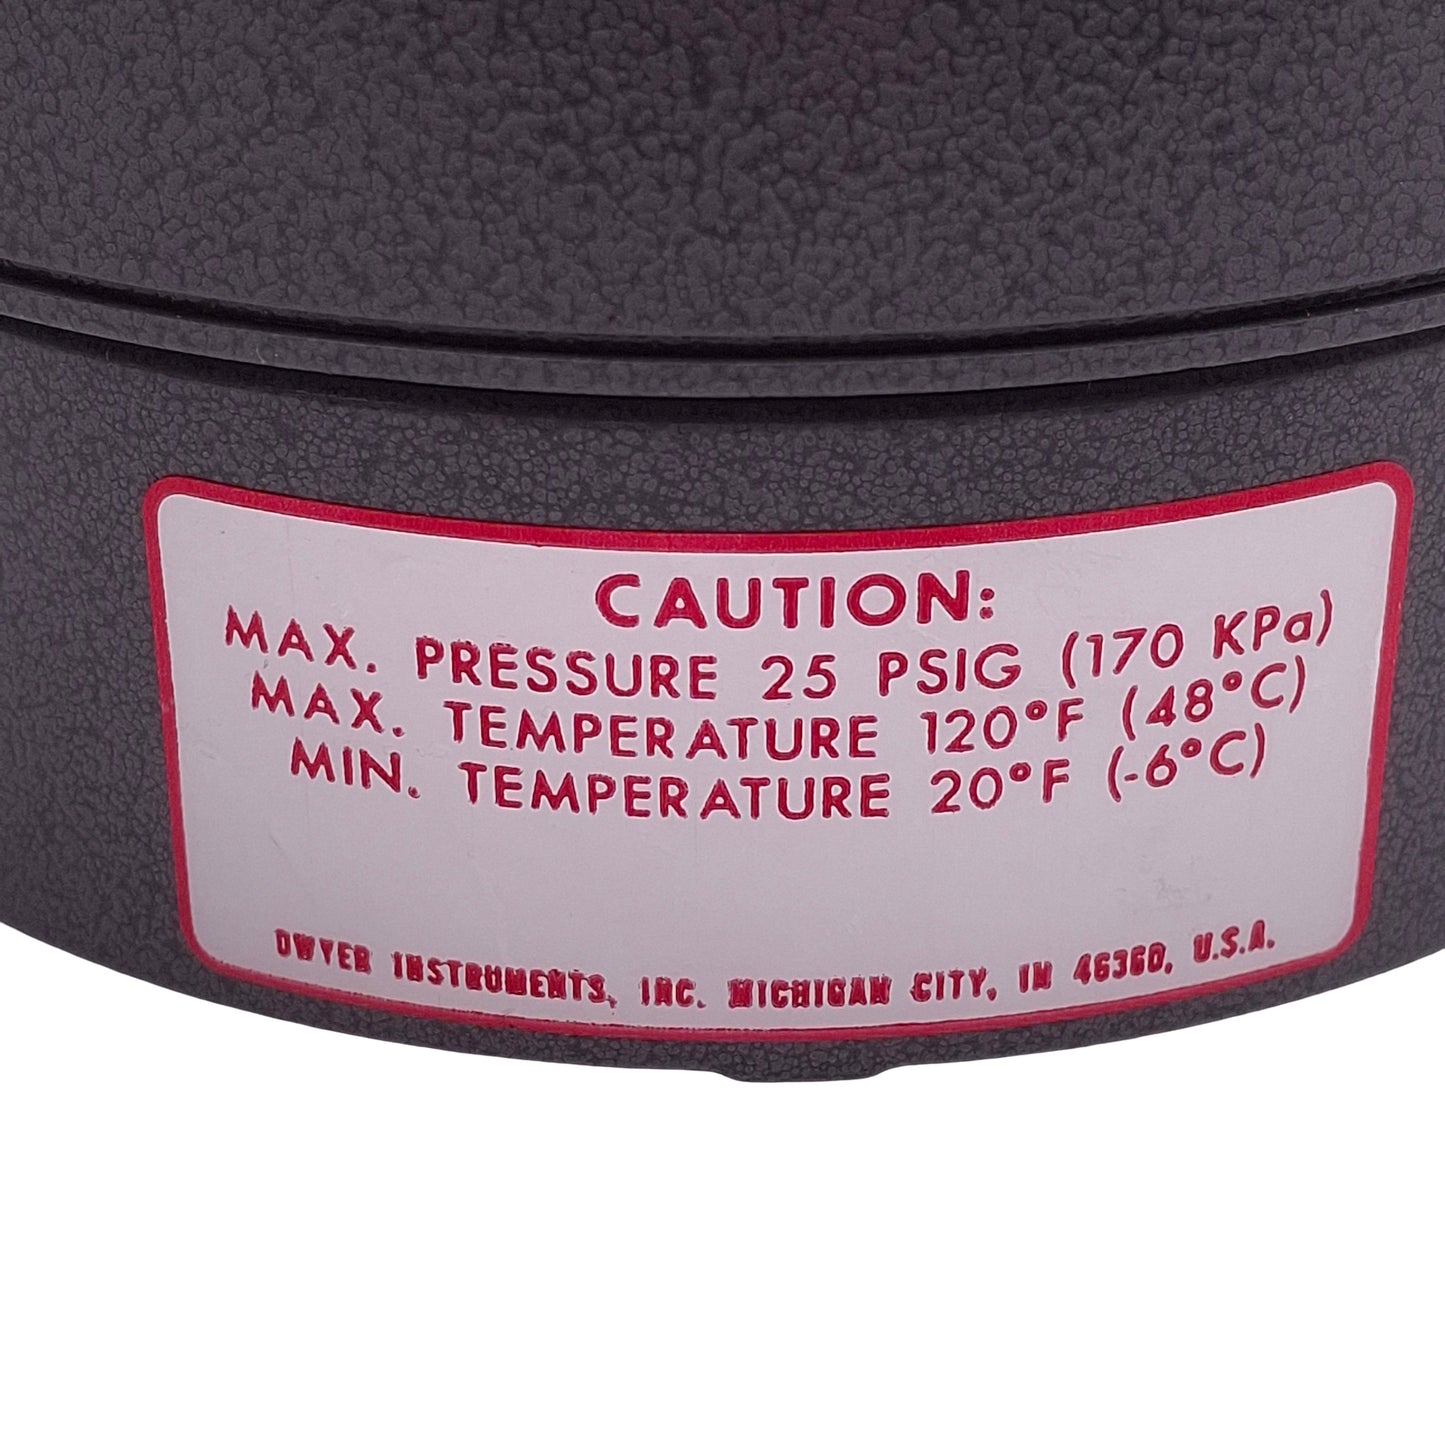 CAUTION:
MAX. PRESSURE 25 PSIG (170 KPa)
MAX. TEMPERATURE 120°F (48°C)
MIN. TEMPERATURE 20°F (-6°C)
DWYER INSTRUMENTS, INC. MICHIGAN CITY, IN 46360, U.S.A.